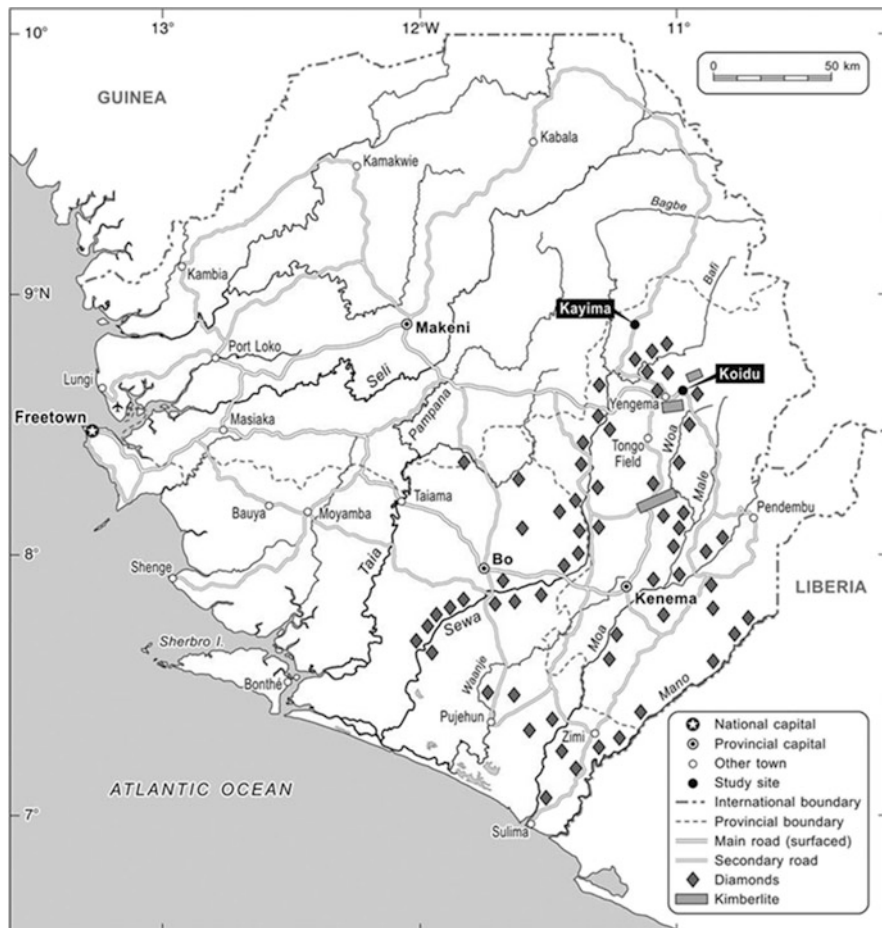 10°
13°
12°W
11°
0 50 km
GUINEA
Kabala
Kamakwie
Bagbe
Kambia
Bafi
9°N
Kayima
Makeni
Port Loko
Koidu
Lungi
Seli
Yengema
Freetown
Masiaka
Pampana
Woa
Tongo
Field
Male
Taiama
Bauya
Moyamba
Pendembu
8°
Bo
Shenge
Taia
LIBERIA
Kenema
Sewa
Sherbro I.
Moa
Waanje
Mano
Bonthé
Pujehun
Zimi
National capital
Provincial capital
Other town
Study site
ATLANTIC OCEAN
International boundary
7°
Provincial boundary
Sulima
Main road (surfaced)
Secondary road
Diamonds
Kimberlite